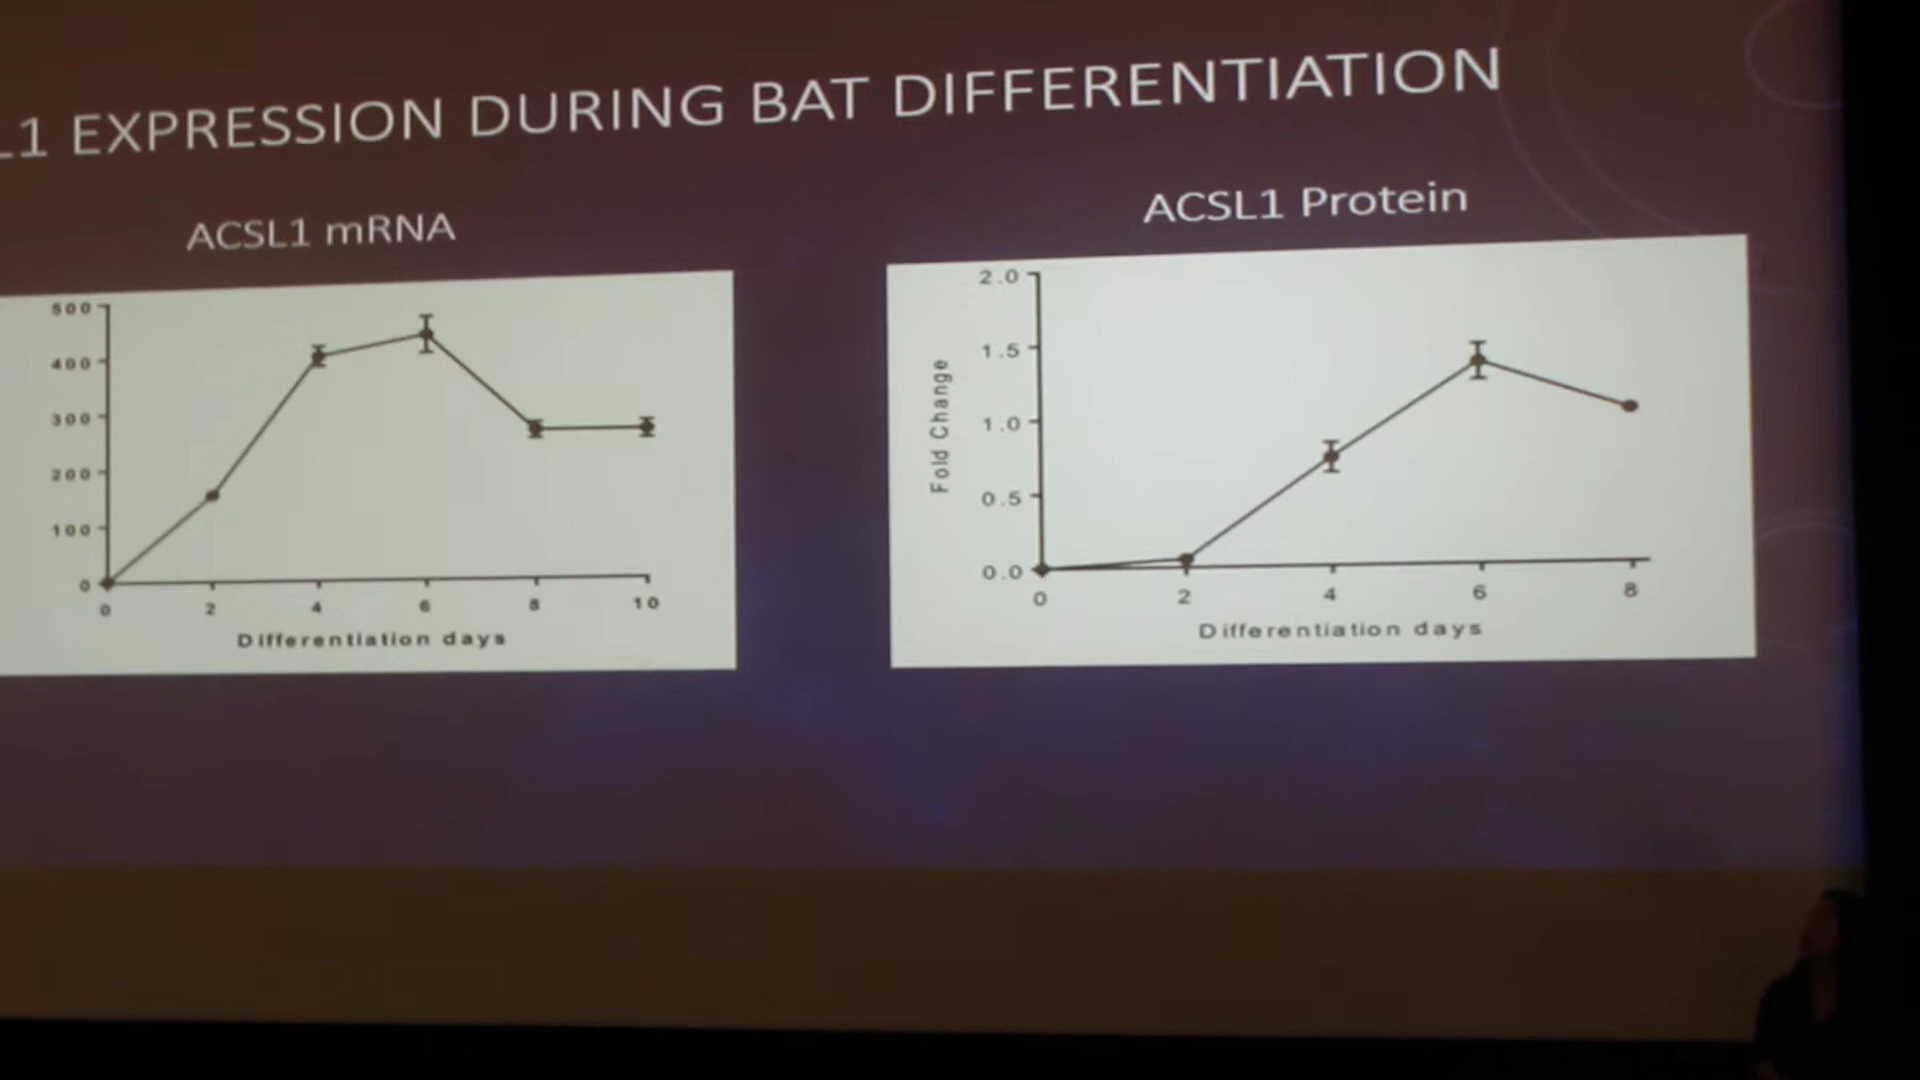 L1 EXPRESSION DURING BAT DIFFERENTIATION
ACSL1 mRNA
500
400
300
200
100
0
0 2 4 6 8 10
Differentiation days
ACSL1 Protein
Fold Change
2.0
1.5
1.0
0.5
0.0
0 2 4 6 8
Differentiation days